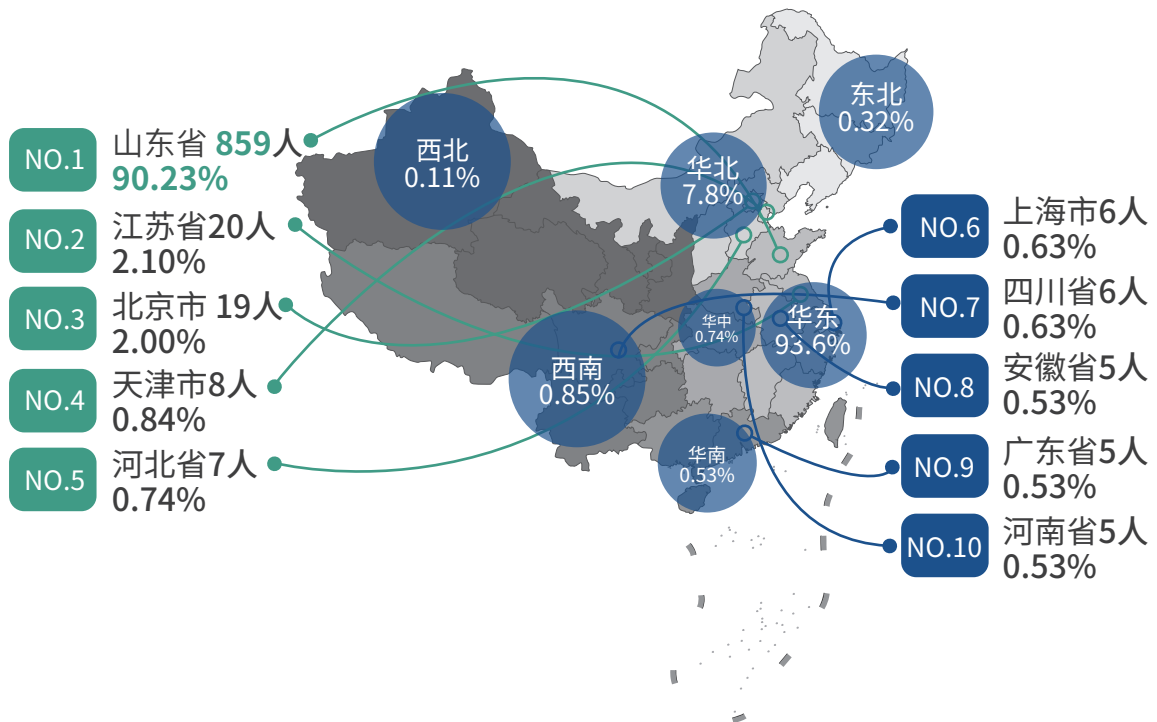 NO.1
山东省 859人
90.23%
NO.2
江苏省20人
2.10%
NO.3
北京市 19人
2.00%
NO.4
天津市8人
0.84%
NO.5
河北省7人
0.74%
西北
0.11%
东北
0.32%
华北
7.8%
华中
0.74%
华东
93.6%
西南
0.85%
华南
0.53%
NO.6
上海市6人
0.63%
NO.7
四川省6人
0.63%
NO.8
安徽省5人
0.53%
NO.9
广东省5人
0.53%
NO.10
河南省5人
0.53%